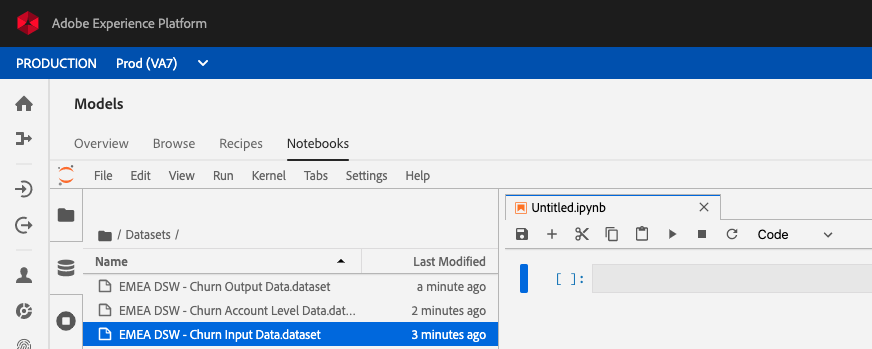 Adobe Experience Platform
PRODUCTION Prod (VA7)
Models
Overview Browse Recipes Notebooks
File Edit View Run Kernel Tabs Settings Help
Untitled.ipynb
/ Datasets /
Code
Name Last Modified
[ ]:
EMEA DSW - Churn Output Data.dataset a minute ago
EMEA DSW - Churn Account Level Data.dat... 2 minutes ago
EMEA DSW - Churn Input Data.dataset 3 minutes ago